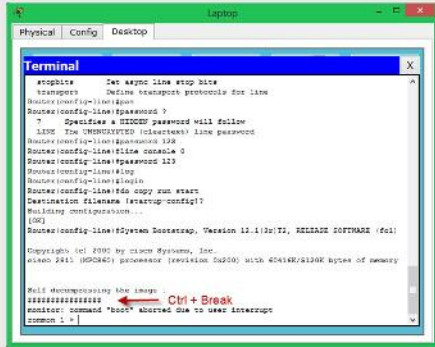 Laptop
Physical Config Desktop
Terminal X
stopbits Set async line stop bits
transport Define transport protocols for line
Router(config-line)#pas
Router(config-line)#password ?
7 Specifies a HIDDEN password will follow
LINE The UNENCRYPTED (cleartext) line password
Router(config-line)#password 123
Router(config-line)#line console 0
Router(config-line)#password 123
Router(config-line)#log
Router(config-line)#login
Router(config-line)#do copy run start
Destination filename [startup-config]?
Building configuration...
[OK]
Router(config-line)#System Bootstrap, Version 12.1(3r)T2, RELEASE SOFTWARE (fc1)
Copyright (c) 2000 by cisco Systems, Inc.
cisco 2811 (MPC860) processor (revision 0x200) with 60416K/5120K bytes of memory
Self decompressing the image :
################ Ctrl + Break
monitor: command "boot" aborted due to user interrupt
rommon 1 >